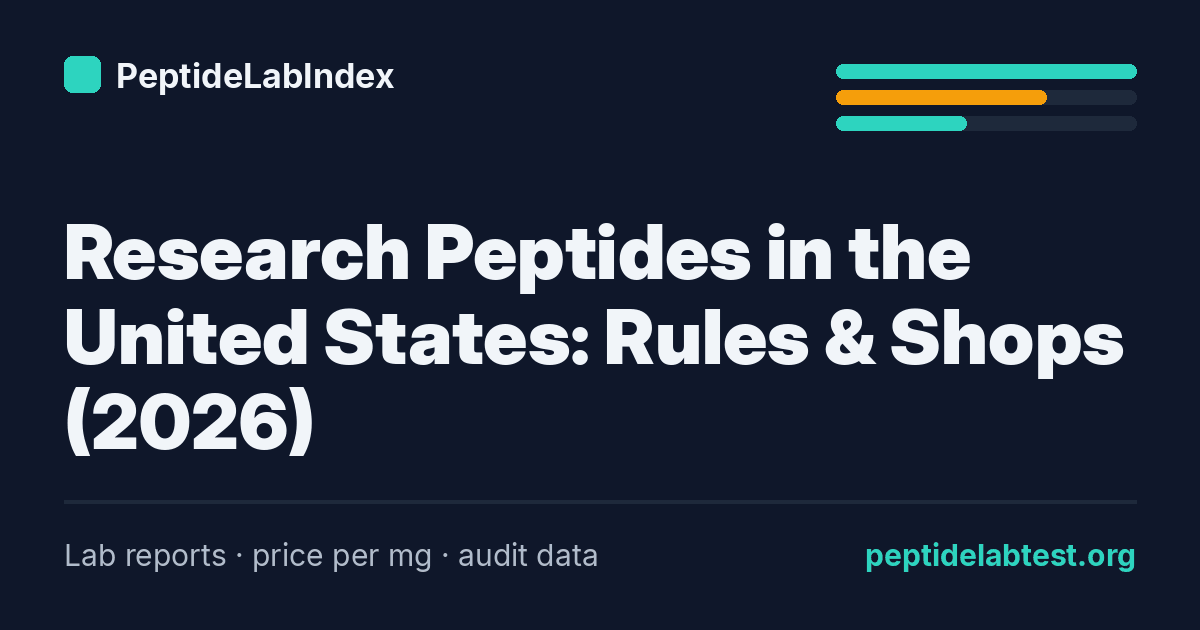 PeptideLabIndex
Research Peptides in the
United States: Rules & Shops
(2026)
Lab reports · price per mg · audit data
peptidelabtest.org